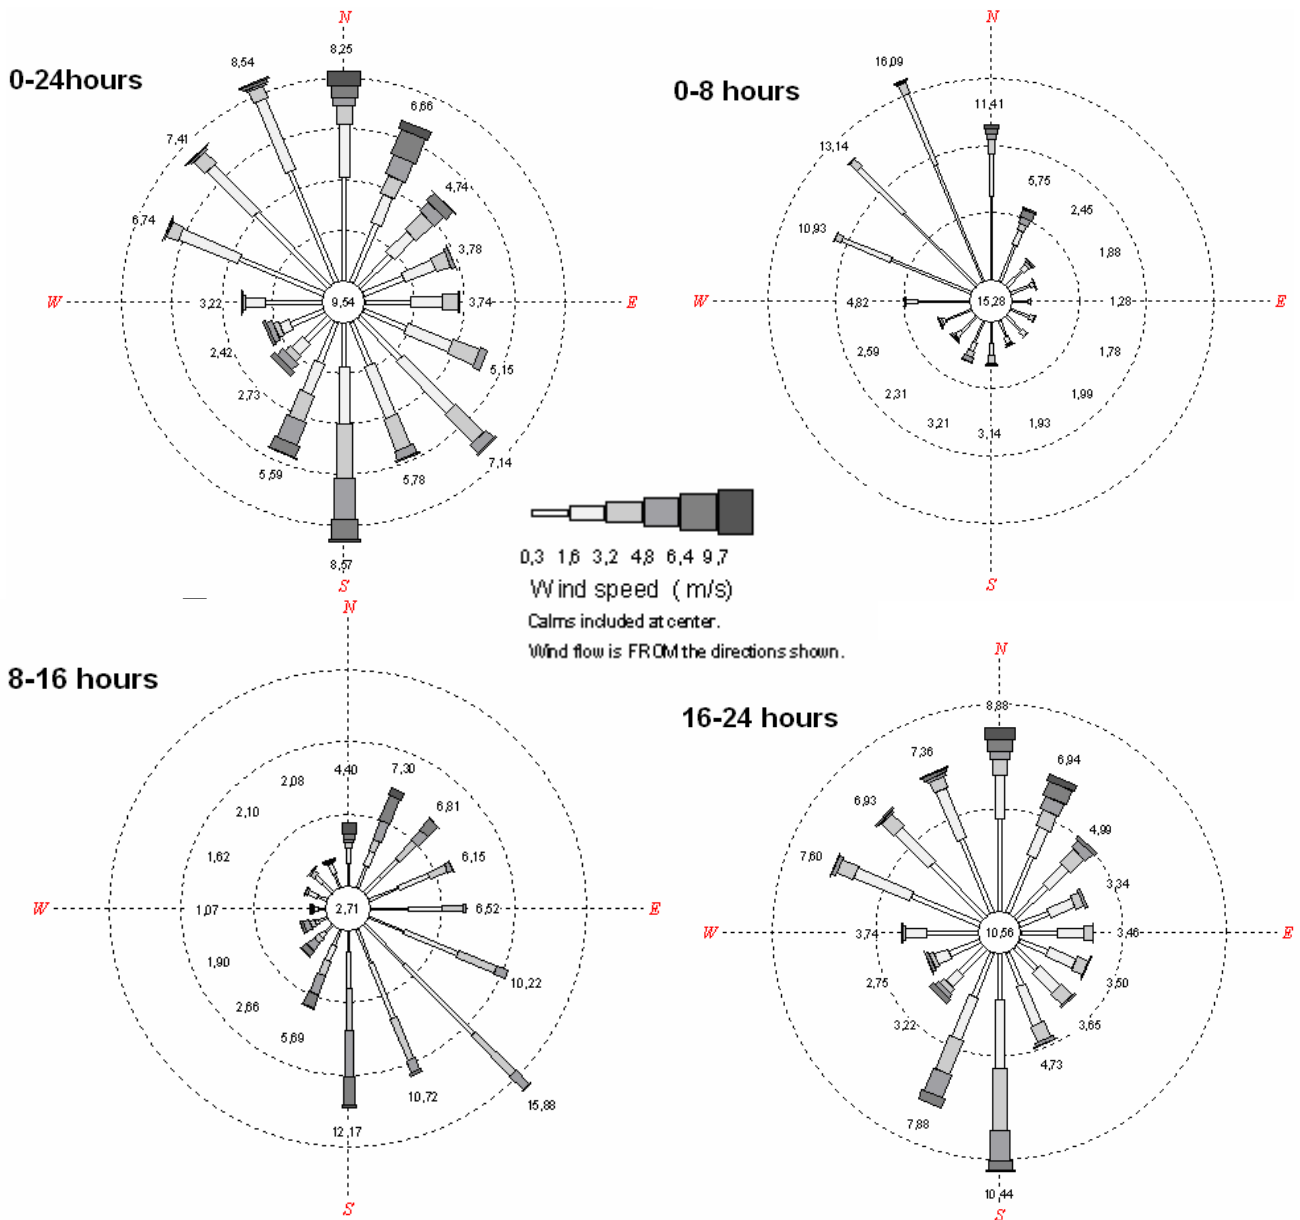 N
0-24hours
8,25
8,54
6,66
7,41
4,74
6,74
3,78
W
3,22
9,54
3,74
E
2,42
5,15
2,73
5,59
5,78
7,14
8,57
S
N
0-8 hours
16,09
11,41
13,14
5,75
2,45
10,93
1,88
W
4,82
15,28
1,28
E
2,59
1,78
2,31
1,99
3,21
3,14
1,93
S
0,3 1,6 3,2 4,8 6,4 9,7
Wind speed ( m/s)
Calms included at center.
Wind flow is FROM the directions shown.
N
8-16 hours
2,08
4,40
7,30
2,10
6,81
1,62
6,15
W
1,07
2,71
6,52
E
1,90
10,22
2,66
5,69
10,72
15,88
12,17
S
N
16-24 hours
8,88
7,36
6,94
6,93
4,99
7,60
3,34
W
3,74
10,56
3,46
E
2,75
3,50
3,22
3,65
4,73
7,88
10,44
S